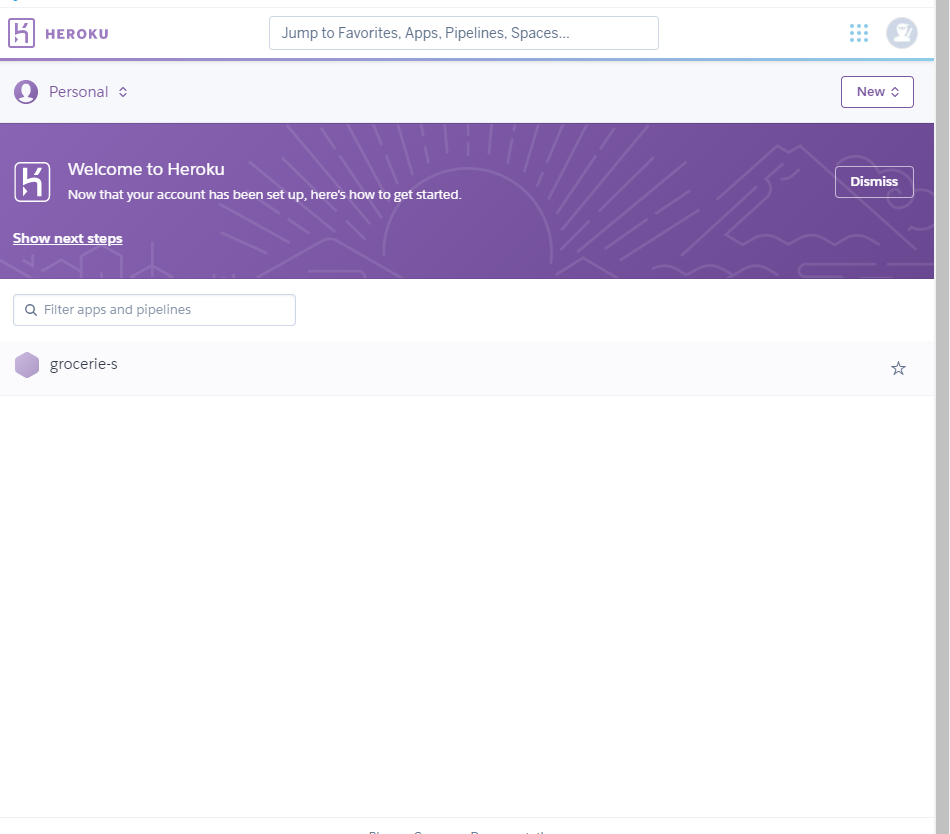 HEROKU
Jump to Favorites, Apps, Pipelines, Spaces...
Personal
New
Welcome to Heroku
Now that your account has been set up, here's how to get started.
Dismiss
Show next steps
Filter apps and pipelines
grocerie-s